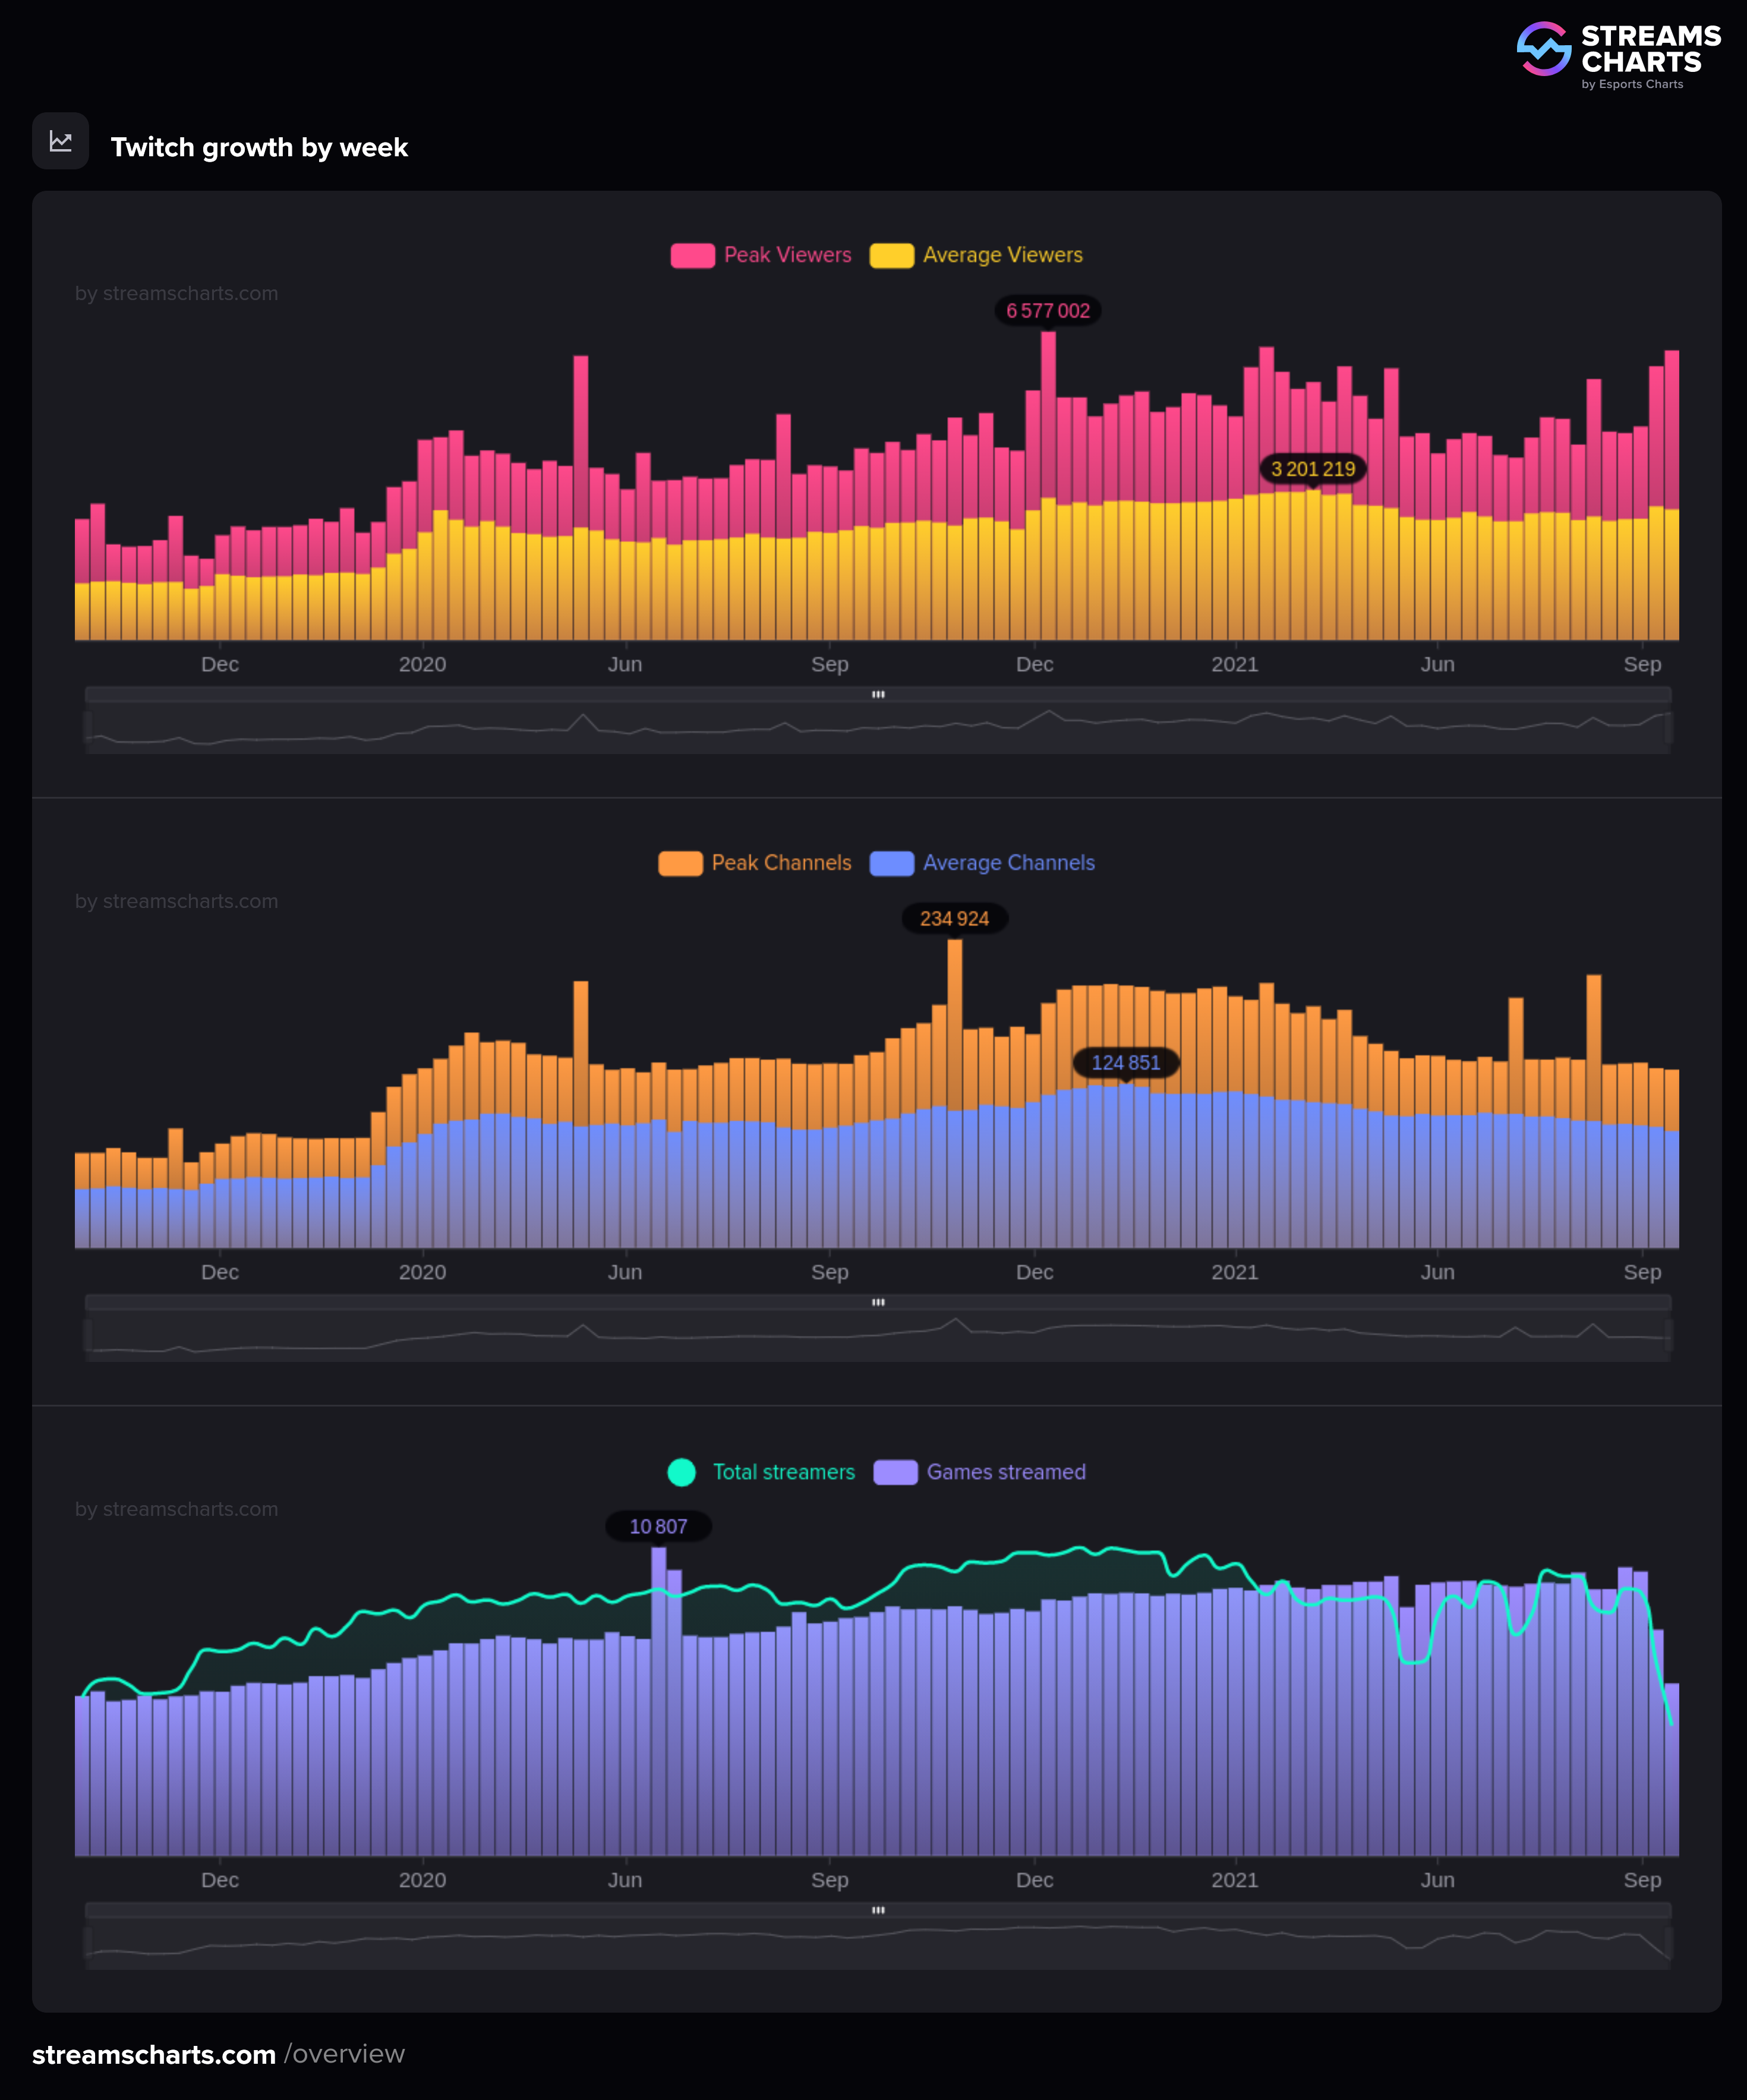 STREAMS
CHARTS
by Esports Charts
Twitch growth by week
Peak Viewers Average Viewers
by streamscharts.com
6 577 002
3 201 219
Dec 2020 Jun Sep Dec 2021 Jun Sep
Peak Channels Average Channels
by streamscharts.com
234 924
124 851
Dec 2020 Jun Sep Dec 2021 Jun Sep
Total streamers Games streamed
by streamscharts.com
10 807
Dec 2020 Jun Sep Dec 2021 Jun Sep
streamscharts.com /overview